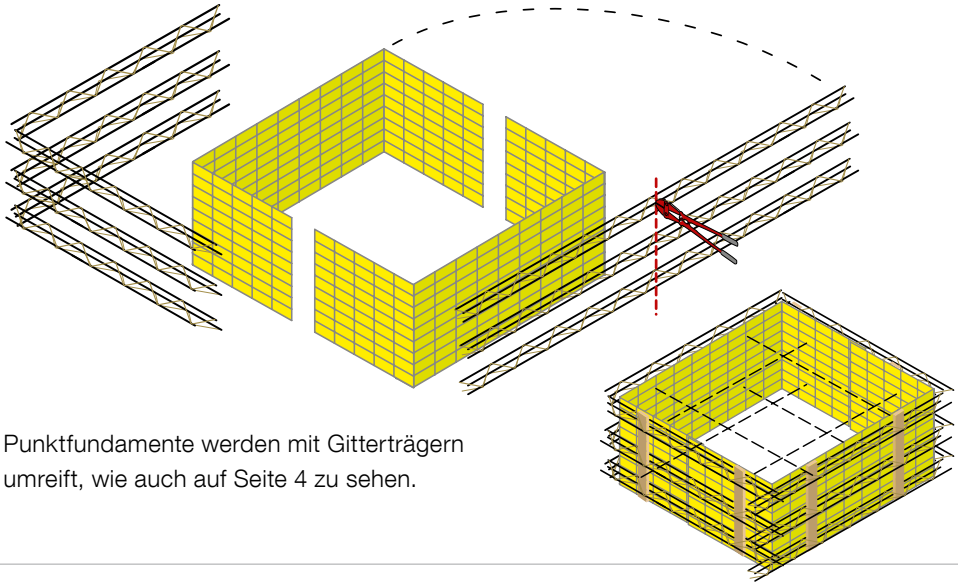 Punktfundamente werden mit Gitterträgern
umreift, wie auch auf Seite 4 zu sehen.